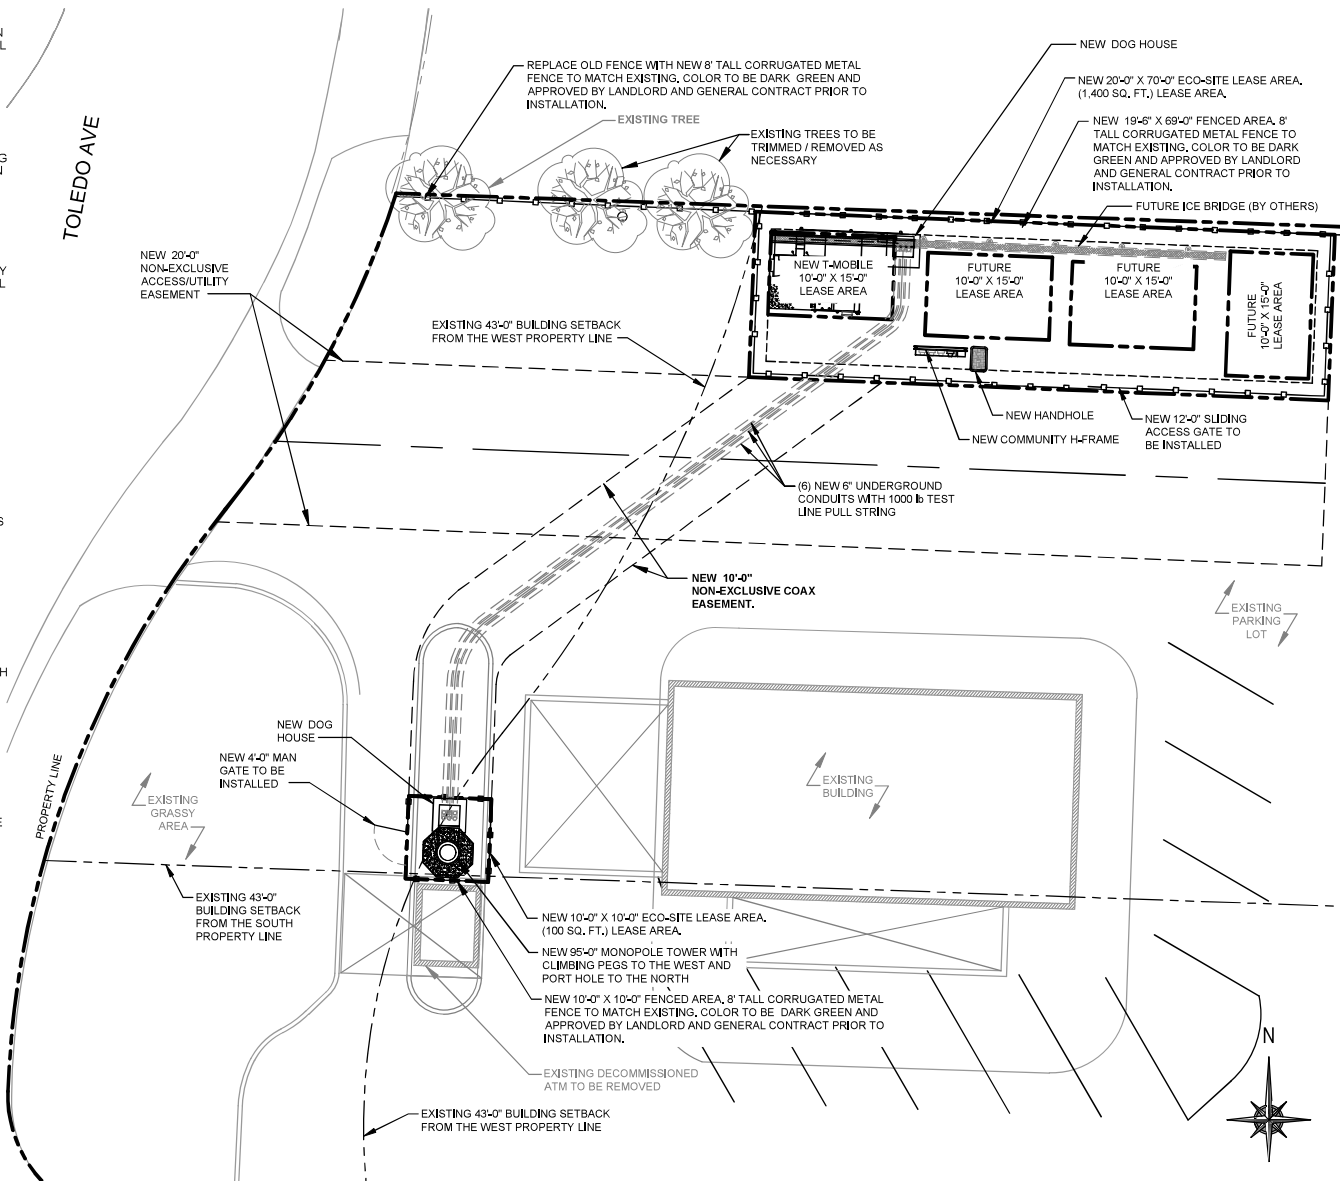 N
L
TOLEDO AVE
G
Y
L
S
H
E
REPLACE OLD FENCE WITH NEW 8' TALL CORRUGATED METAL
FENCE TO MATCH EXISTING. COLOR TO BE DARK GREEN AND
APPROVED BY LANDLORD AND GENERAL CONTRACT PRIOR TO
INSTALLATION.
EXISTING TREE
EXISTING TREES TO BE
TRIMMED / REMOVED AS
NECESSARY
NEW DOG HOUSE
NEW 20'-0" X 70'-0" ECO-SITE LEASE AREA.
(1,400 SQ. FT.) LEASE AREA.
NEW 19'-6" X 69'-0" FENCED AREA. 8'
TALL CORRUGATED METAL FENCE TO
MATCH EXISTING. COLOR TO BE DARK
GREEN AND APPROVED BY LANDLORD
AND GENERAL CONTRACT PRIOR TO
INSTALLATION.
FUTURE ICE BRIDGE (BY OTHERS)
NEW 20'-0"
NON-EXCLUSIVE
ACCESS/UTILITY
EASEMENT
NEW T-MOBILE
10'-0" X 15'-0"
LEASE AREA
FUTURE
10'-0" X 15'-0"
LEASE AREA
FUTURE
10'-0" X 15'-0"
LEASE AREA
FUTURE
10'-0" X 15'-0"
LEASE AREA
EXISTING 43'-0" BUILDING SETBACK
FROM THE WEST PROPERTY LINE
NEW HANDHOLE
NEW COMMUNITY H-FRAME
NEW 12'-0" SLIDING
ACCESS GATE TO
BE INSTALLED
(6) NEW 6" UNDERGROUND
CONDUITS WITH 1000 lb TEST
LINE PULL STRING
NEW 10'-0"
NON-EXCLUSIVE COAX
EASEMENT.
EXISTING
PARKING
LOT
NEW DOG
HOUSE
NEW 4'-0" MAN
GATE TO BE
INSTALLED
PROPERTY LINE
EXISTING
GRASSY
AREA
EXISTING
BUILDING
EXISTING 43'-0"
BUILDING SETBACK
FROM THE SOUTH
PROPERTY LINE
NEW 10'-0" X 10'-0" ECO-SITE LEASE AREA.
(100 SQ. FT.) LEASE AREA.
NEW 95'-0" MONOPOLE TOWER WITH
CLIMBING PEGS TO THE WEST AND
PORT HOLE TO THE NORTH
NEW 10'-0" X 10'-0" FENCED AREA. 8' TALL CORRUGATED METAL
FENCE TO MATCH EXISTING. COLOR TO BE DARK GREEN AND
APPROVED BY LANDLORD AND GENERAL CONTRACT PRIOR TO
INSTALLATION.
EXISTING DECOMMISSIONED
ATM TO BE REMOVED
EXISTING 43'-0" BUILDING SETBACK
FROM THE WEST PROPERTY LINE
N